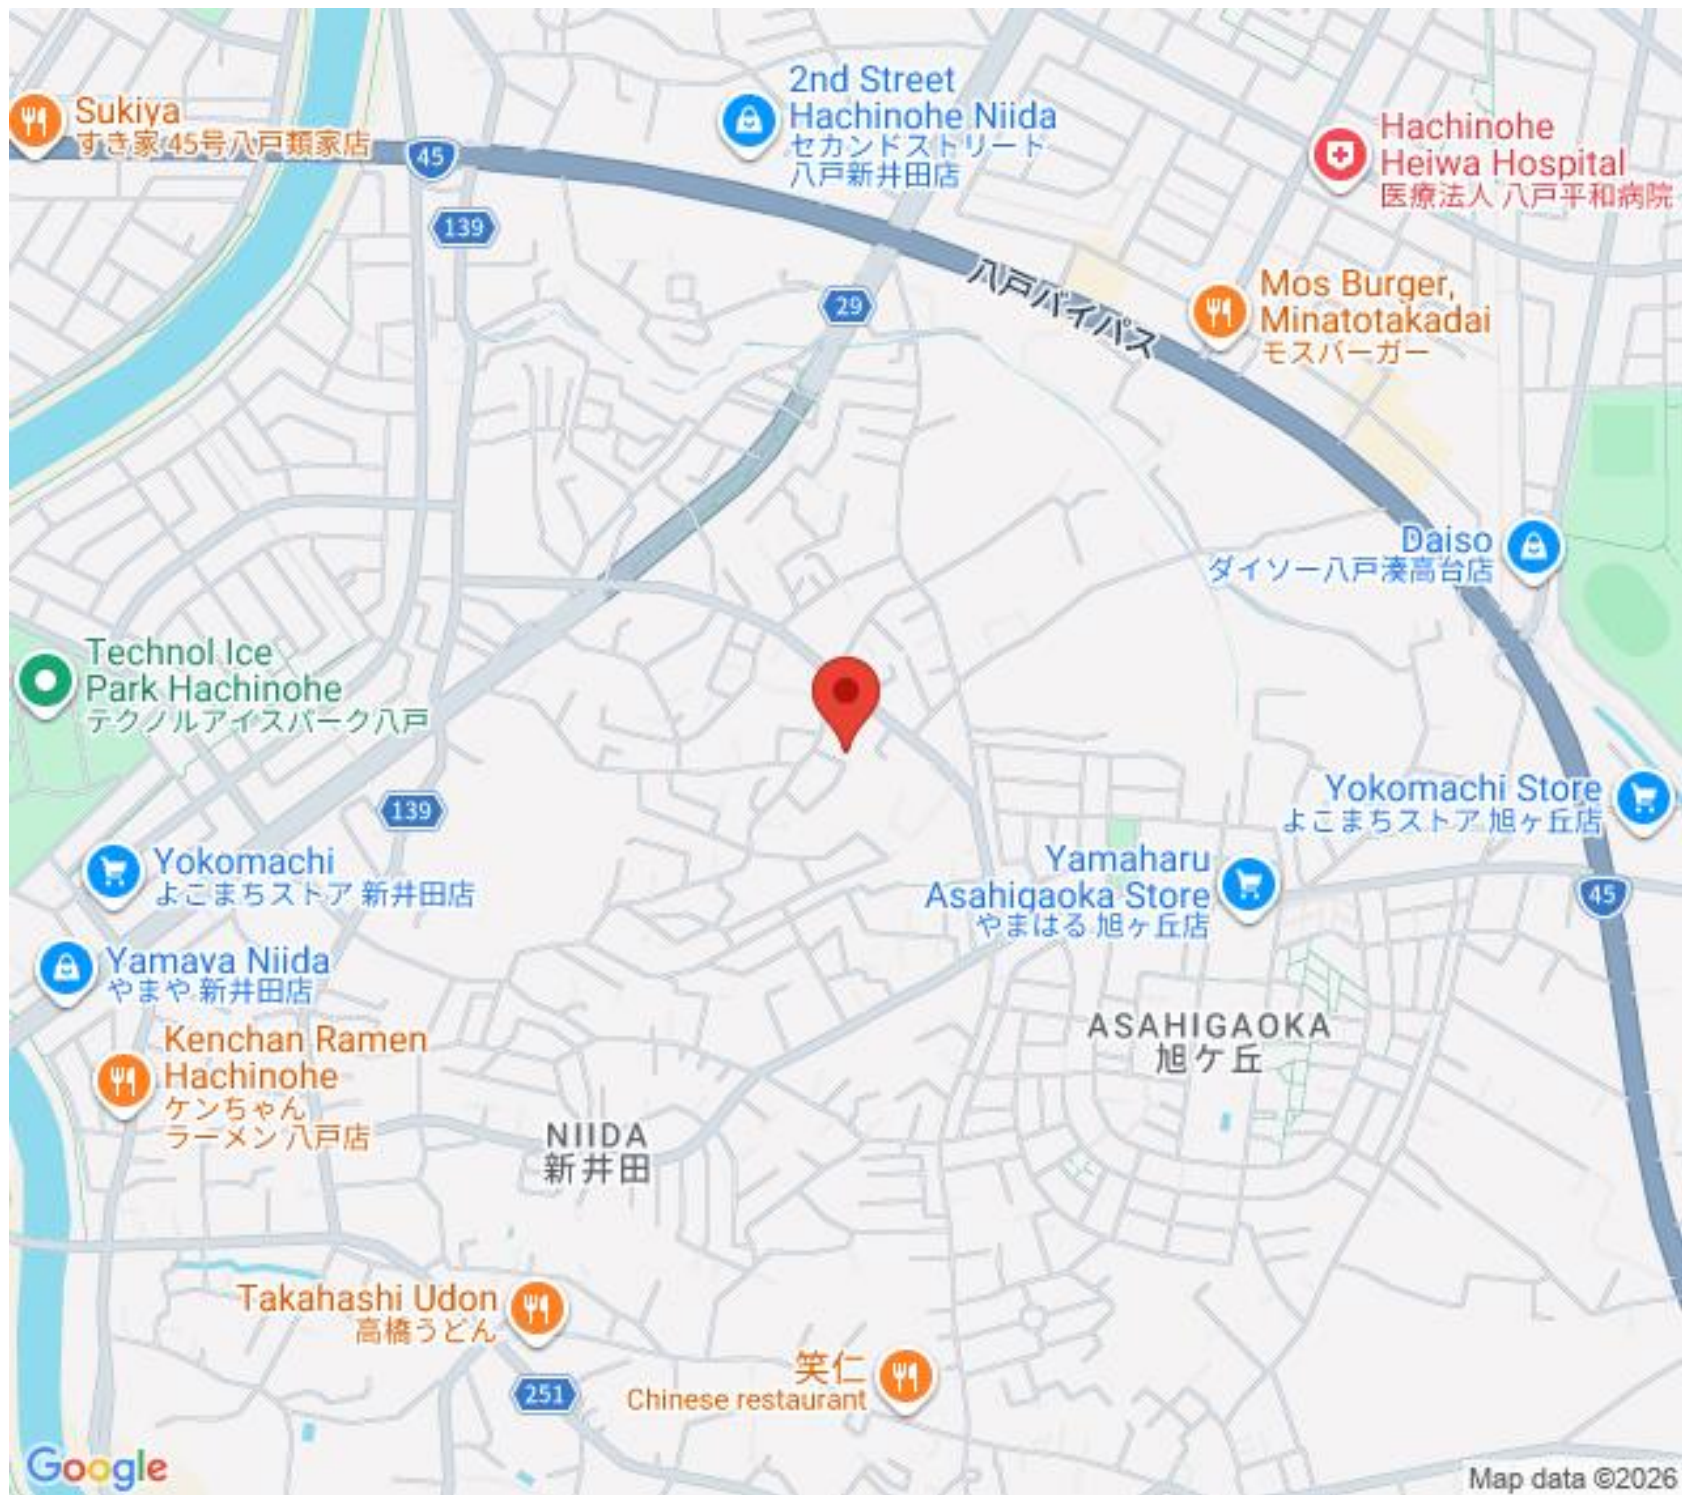 2nd Street
Hachinohe Niida
セカンドストリート
八戸新井田店
Sukiya
すき家 45号八戸類家店
45
Hachinohe
Heiwa Hospital
医療法人 八戸平和病院
139
八戸バイパス
29
Mos Burger,
Minatotakadai
モスバーガー
Daiso
ダイソー八戸湊高台店
Technol Ice
Park Hachinohe
テクノルアイスパーク八戸
139
Yokomachi Store
よこまちストア 旭ヶ丘店
Yokomachi
よこまちストア 新井田店
Yamaharu
Asahigaoka Store
やまはる 旭ヶ丘店
45
Yamaya Niida
やまや 新井田店
Kenchan Ramen
Hachinohe
ケンちゃん
ラーメン 八戸店
ASAHIGAOKA
旭ケ丘
NIIDA
新井田
Takahashi Udon
高橋うどん
笑仁
Chinese restaurant
251
Google
Map data ©2026